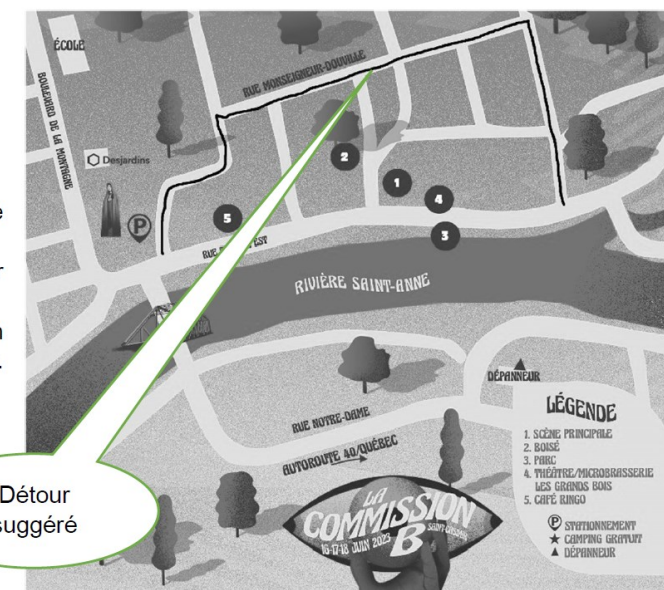 ÉCOLE
BOULEVARD DE LA MONTAGNE
RUE MONSEIGNEUR-DOUVILLE
Desjardins
P
2
1
4
5
3
EST
RIVIÈRE SAINT-ANNE
DÉPANNEUR
RUE NOTRE-DAME
AUTOROUTE 40/QUÉBEC
Détour
suggéré
LA
COMMISSION
B
16-17-18 JUIN 2023
LÉGENDE
1. SCÈNE PRINCIPALE
2. BOISÉ
3. PARC
4. THÉÂTRE/MICROBRASSERIE
LES GRANDS BOIS
5. CAFÉ RINGO
P STATIONNEMENT
★ CAMPING GRATUIT
▲ DÉPANNEUR